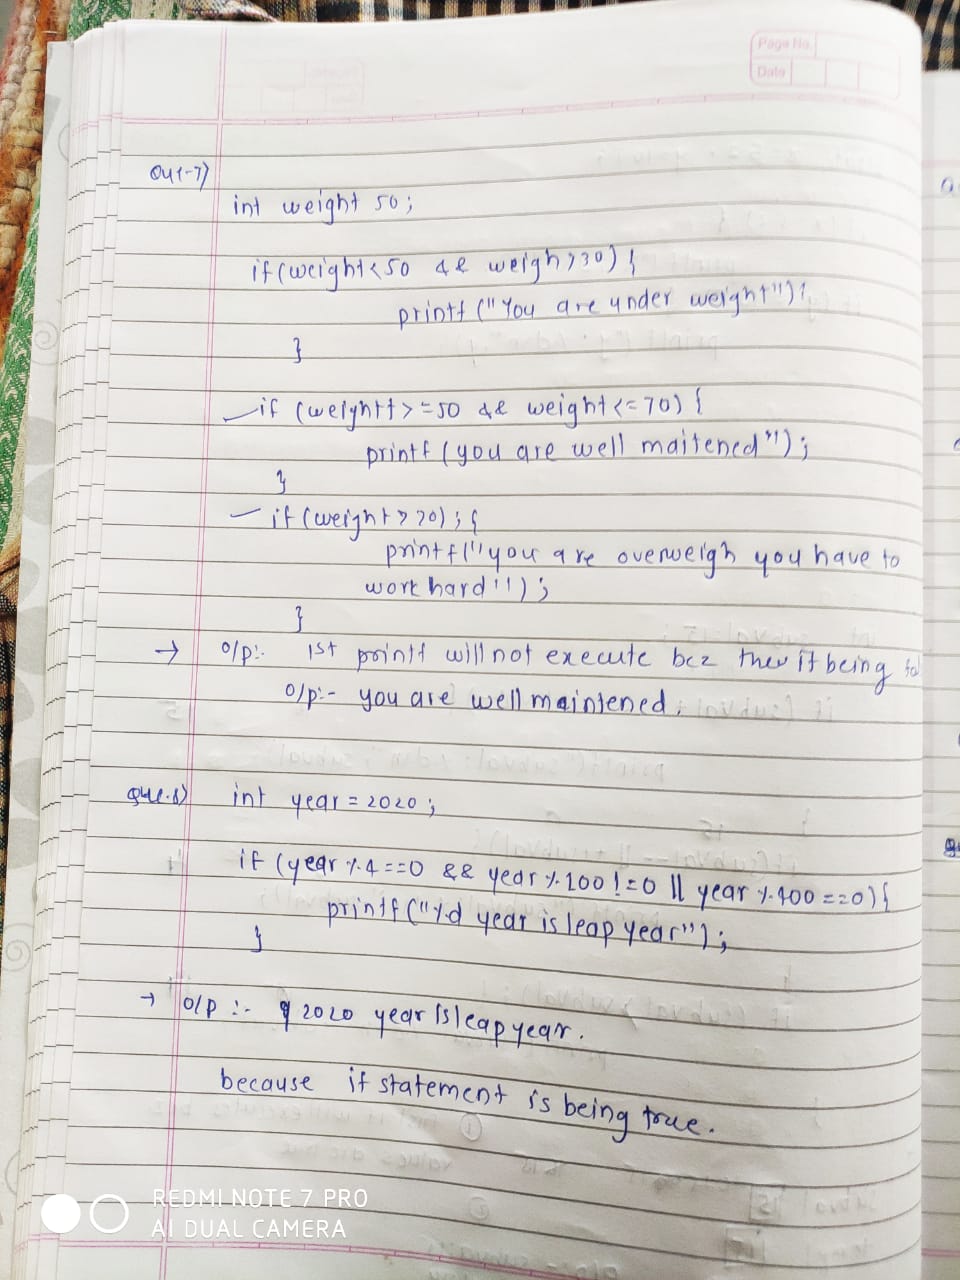 Page No.
Date
Que-7)
int weight 50;
if(weight<50 && weigh>30) {
printf ("You are under weight");
}
if (weightt>=50 && weight<=70) {
printf (you are well maitened");
}
if (weight>70); {
printf("you are overweigh you have to
work hard");
}
→ o/p:- 1st printf will not execute bcz if being
o/p:- you are well maintened.
Que.8) int year = 2020;
if (year %4==0 && year %100!=0 || year %400==0){
printf("%d year is leap year");
}
→ o/p :- 2020 year is leap year.
because if statement is being true.
REDMI NOTE 7 PRO
AI DUAL CAMERA